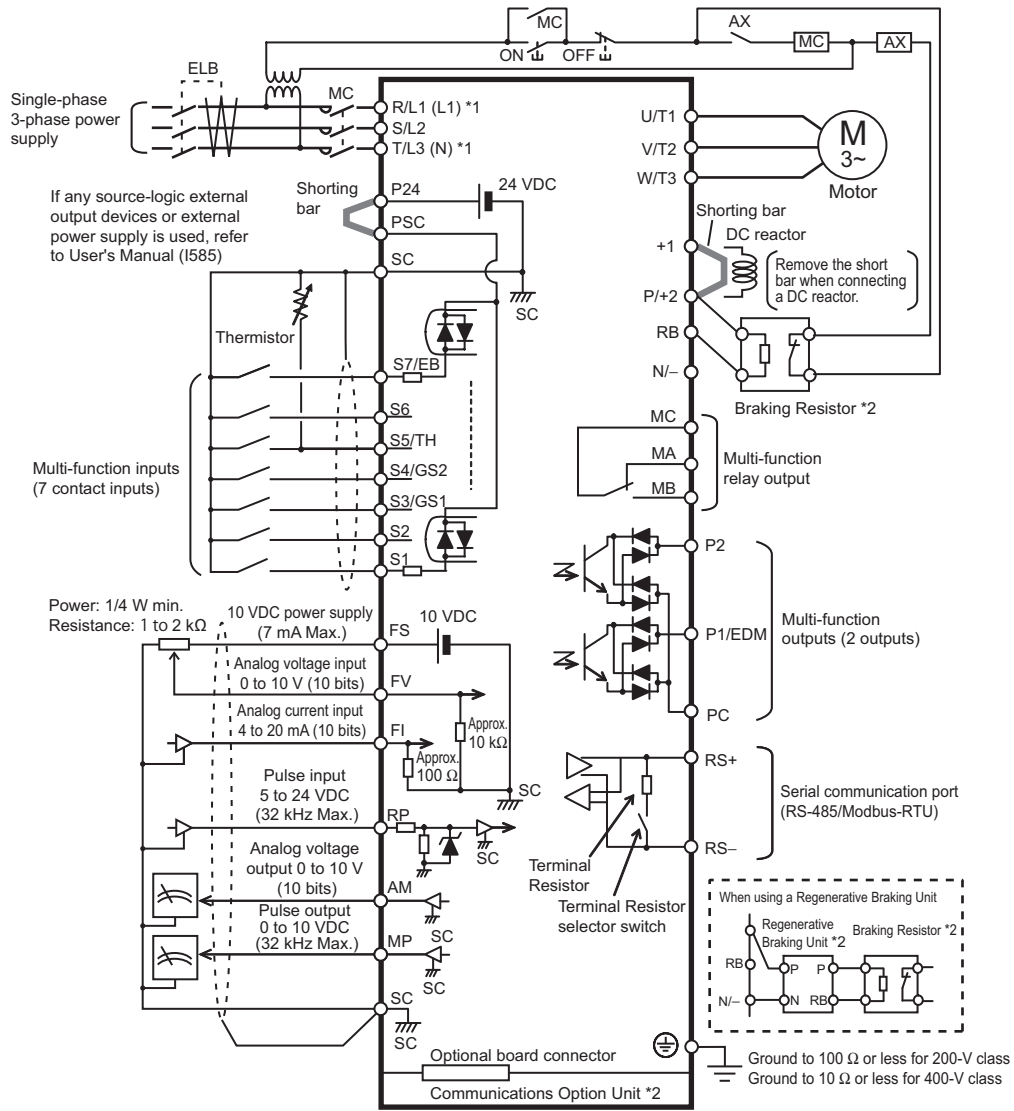 MC
ON
OFF
AX
MC
AX
ELB
MC
Single-phase
3-phase power
supply
R/L1 (L1) *1
S/L2
T/L3 (N) *1
U/T1
V/T2
W/T3
M
3~
Motor
If any source-logic external
output devices or external
power supply is used, refer
to User's Manual (I585)
Shorting
bar
P24
24 VDC
PSC
SC
SC
Shorting bar
DC reactor
+1
P/+2
Remove the short
bar when connecting
a DC reactor.
RB
N/−
Braking Resistor *2
Thermistor
S7/EB
S6
S5/TH
S4/GS2
S3/GS1
S2
S1
Multi-function inputs
(7 contact inputs)
MC
MA
MB
Multi-function
relay output
P2
P1/EDM
PC
Multi-function
outputs (2 outputs)
Power: 1/4 W min.
Resistance: 1 to 2 kΩ
10 VDC power supply
(7 mA Max.)
FS
10 VDC
Analog voltage input
0 to 10 V (10 bits)
FV
Analog current input
4 to 20 mA (10 bits)
FI
Approx.
10 kΩ
Approx.
100 Ω
SC
Pulse input
5 to 24 VDC
(32 kHz Max.)
RP
SC
Analog voltage
output 0 to 10 V
(10 bits)
AM
SC
Pulse output
0 to 10 VDC
(32 kHz Max.)
MP
SC
SC
SC
RS+
RS−
Serial communication port
(RS-485/Modbus-RTU)
Terminal
Resistor
Terminal Resistor
selector switch
When using a Regenerative Braking Unit
Regenerative
Braking Unit *2
Braking Resistor *2
RB
N/−
P
P
N
RB
Optional board connector
Communications Option Unit *2
Ground to 100 Ω or less for 200-V class
Ground to 10 Ω or less for 400-V class